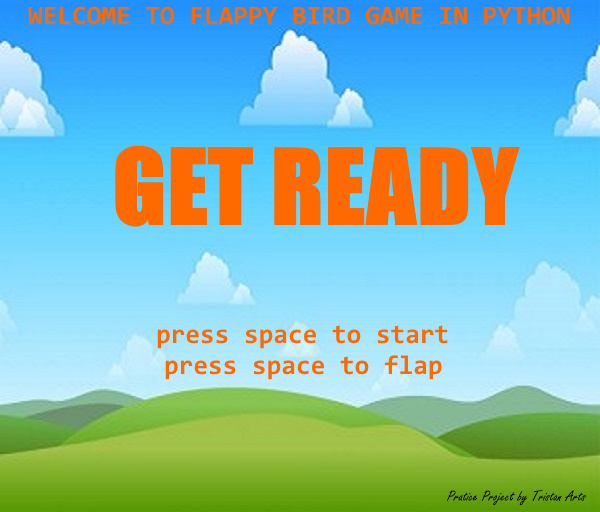 WELCOME TO FLAPPY BIRD GAME IN PYTHON
GET READY
press space to start
press space to flap
Pratice Project by Tristan Arts